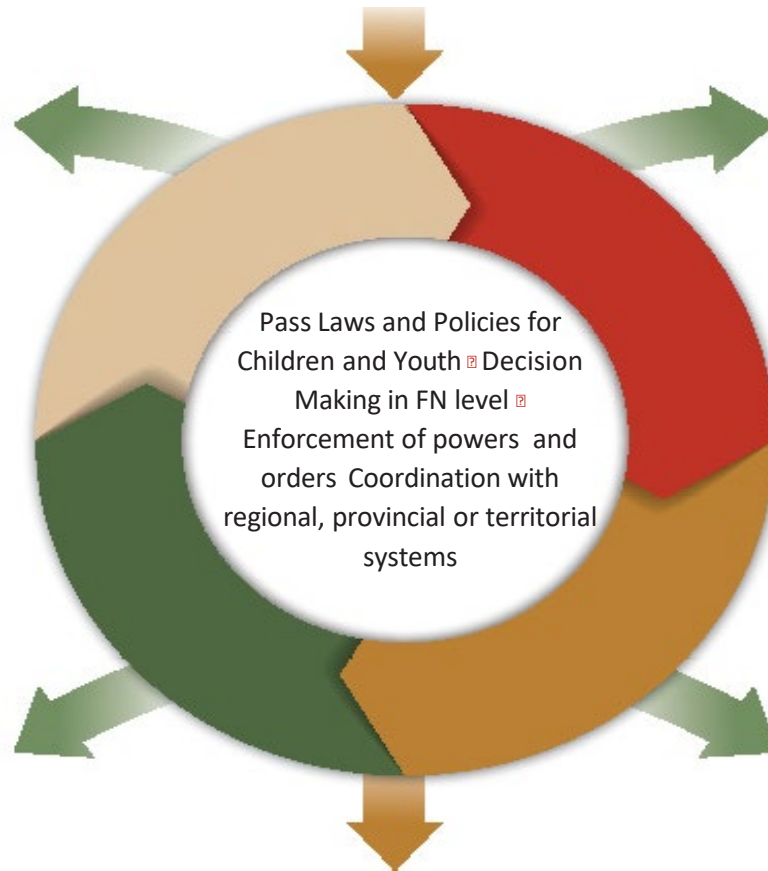 Pass Laws and Policies for
Children and Youth ⍰ Decision
Making in FN level ⍰
Enforcement of powers and
orders Coordination with
regional, provincial or territorial
systems